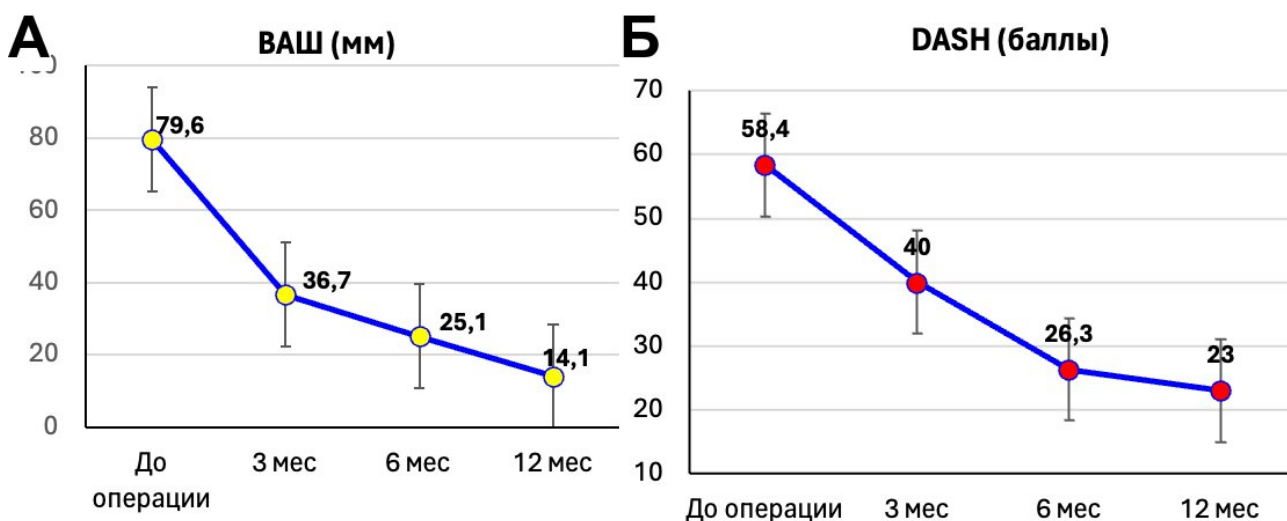 А
ВАШ (мм)
80
60
40
20
0
79,6
36,7
25,1
14,1
До операции
3 мес
6 мес
12 мес
Б
DASH (баллы)
70
60
50
40
30
20
10
58,4
40
26,3
23
До операции
3 мес
6 мес
12 мес